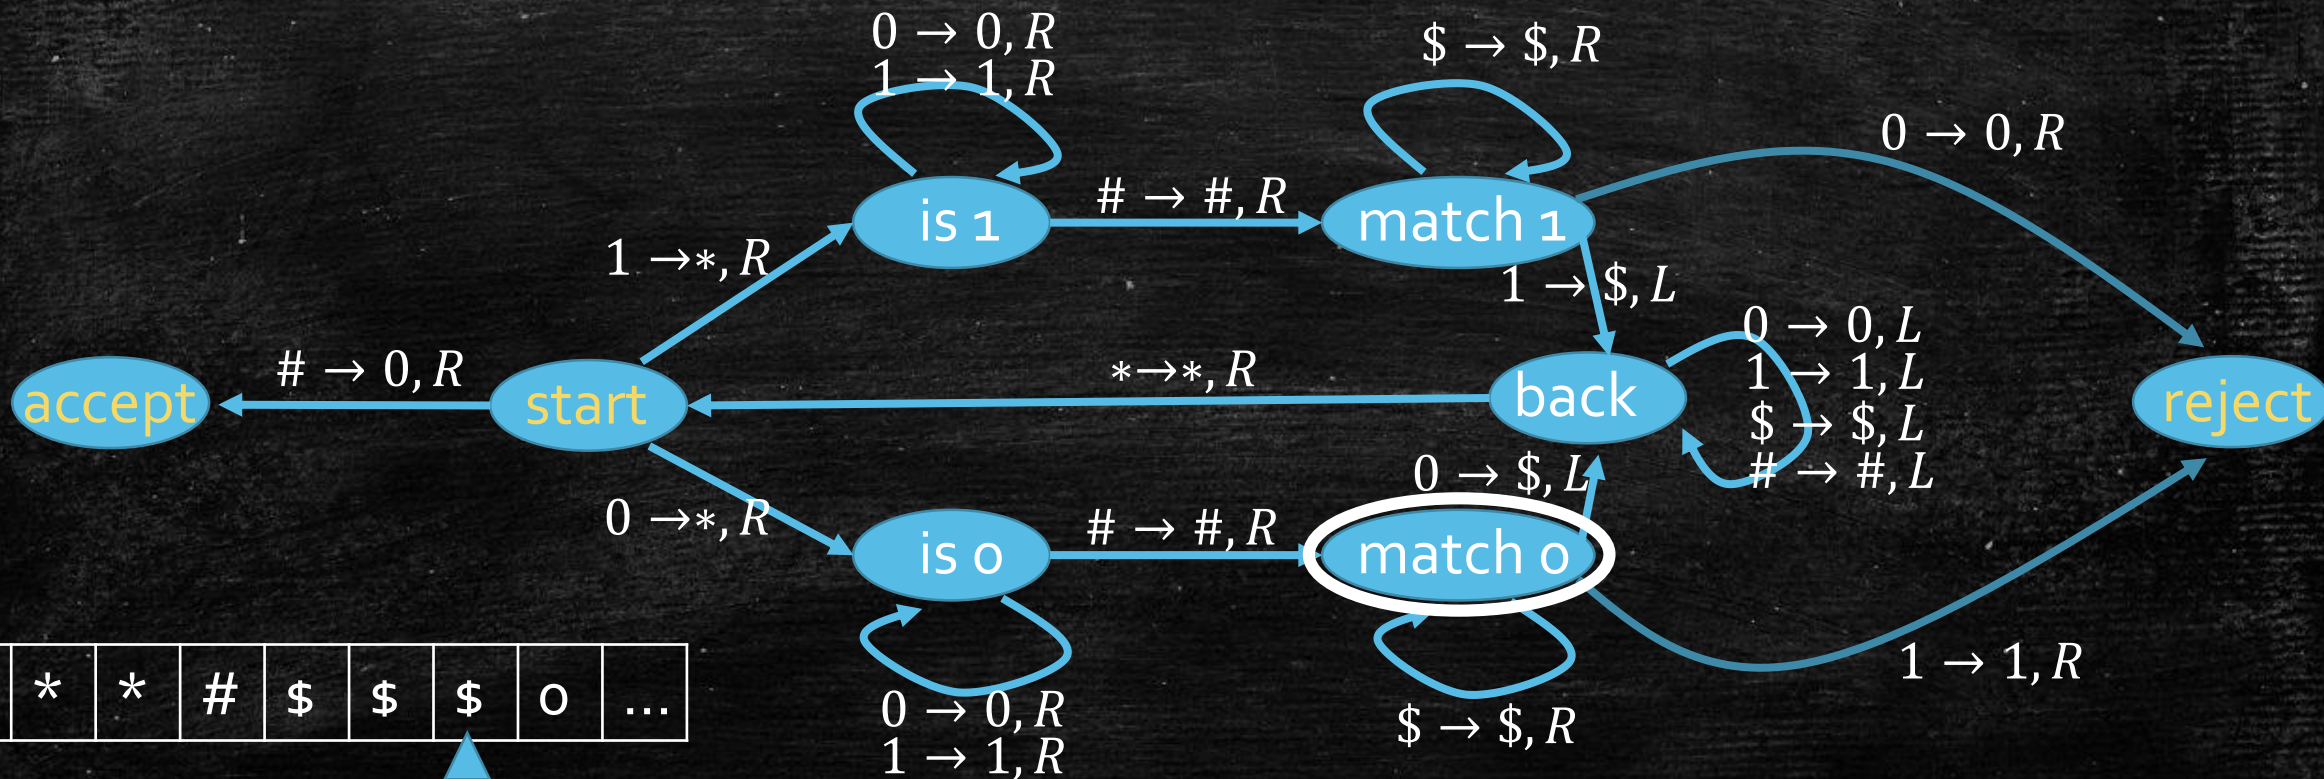 0 → 0, R
1 → 1, R
$ → $, R
0 → 0, R
is 1
# → #, R
match 1
1 →*, R
1 → $, L
0 → 0, L
1 → 1, L
$ → $, L
# → #, L
accept
# → 0, R
start
*→*, R
back
reject
0 → $, L
0 →*, R
is 0
# → #, R
match 0
1 → 1, R
* * # $ $ $ 0 ...
0 → 0, R
1 → 1, R
$ → $, R